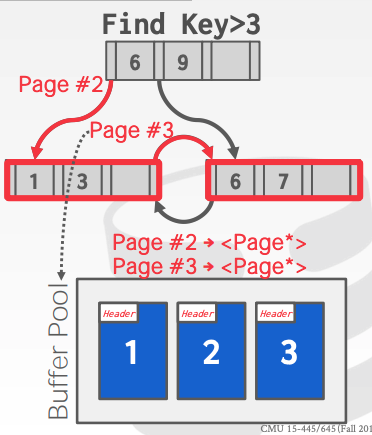 Find Key>3
6 9
Page #2
Page #3
1 3
6 7
Page #2 → <Page*>
Page #3 → <Page*>
Buffer Pool
Header Header Header
1 2 3
CMU 15-445/645 (Fall 201